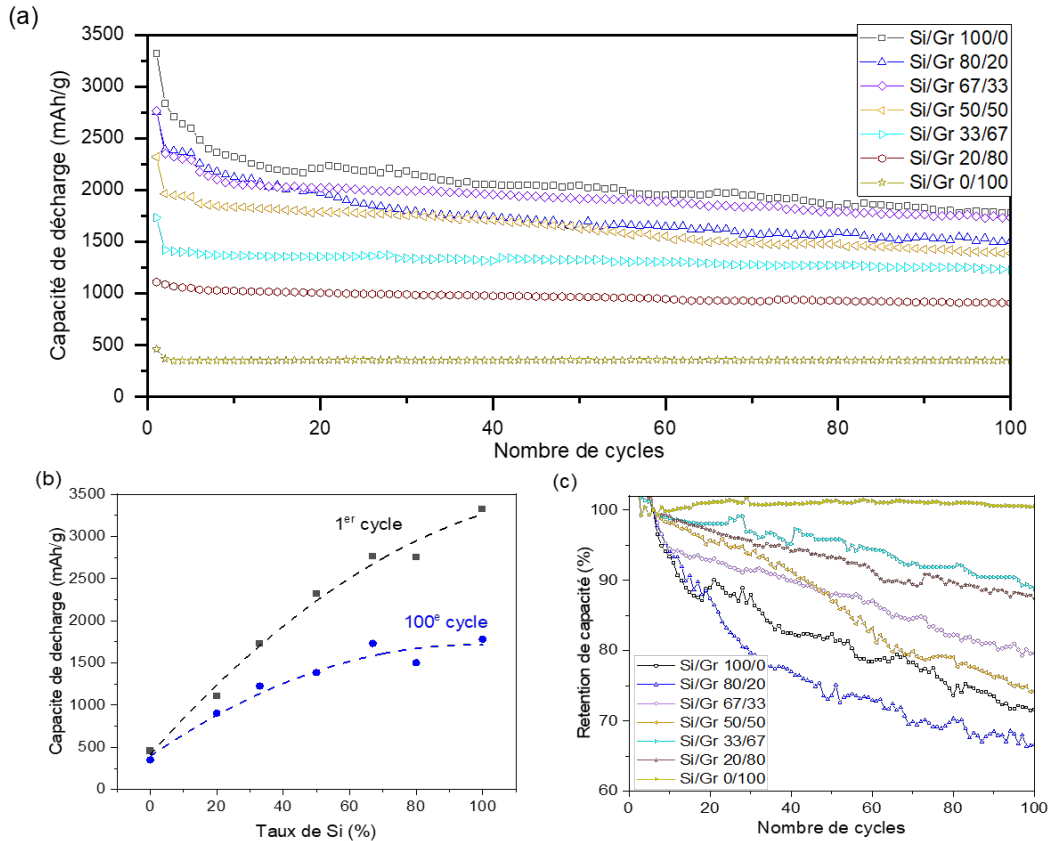 (a)
3500
3000
2500
2000
1500
1000
500
0
Capacité de décharge (mAh/g)
Si/Gr 100/0
Si/Gr 80/20
Si/Gr 67/33
Si/Gr 50/50
Si/Gr 33/67
Si/Gr 20/80
Si/Gr 0/100
0 20 40 60 80 100
Nombre de cycles
(b)
3500
3000
2500
2000
1500
1000
500
0
Capacite de decharge (mAh/g)
1er cycle
100e cycle
0 20 40 60 80 100
Taux de Si (%)
(c)
100
90
80
70
60
Retention de capacité (%)
Si/Gr 100/0
Si/Gr 80/20
Si/Gr 67/33
Si/Gr 50/50
Si/Gr 33/67
Si/Gr 20/80
Si/Gr 0/100
0 20 40 60 80 100
Nombre de cycles